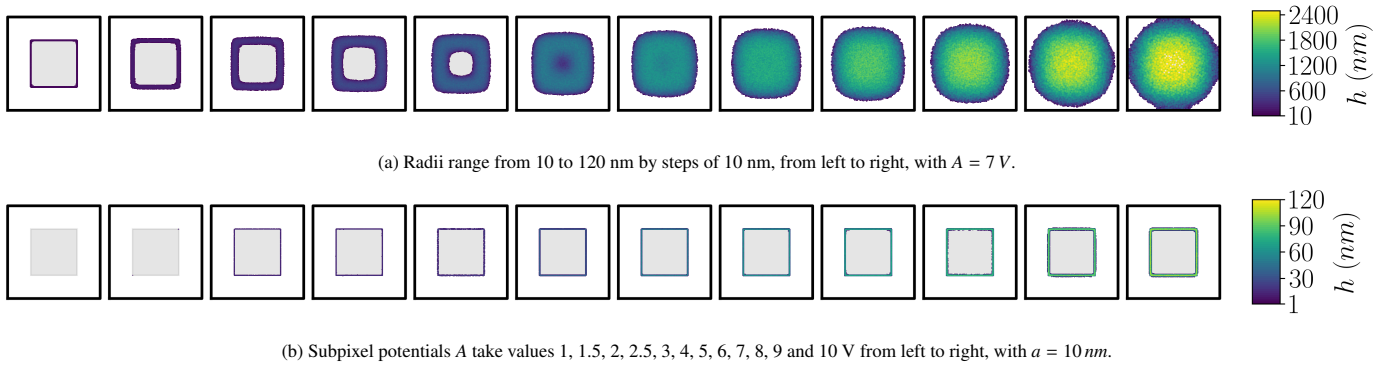 2400
1800
1200
600
10
h (nm)
(a) Radii range from 10 to 120 nm by steps of 10 nm, from left to right, with A = 7 V.
120
90
60
30
1
h (nm)
(b) Subpixel potentials A take values 1, 1.5, 2, 2.5, 3, 4, 5, 6, 7, 8, 9 and 10 V from left to right, with a = 10 nm.